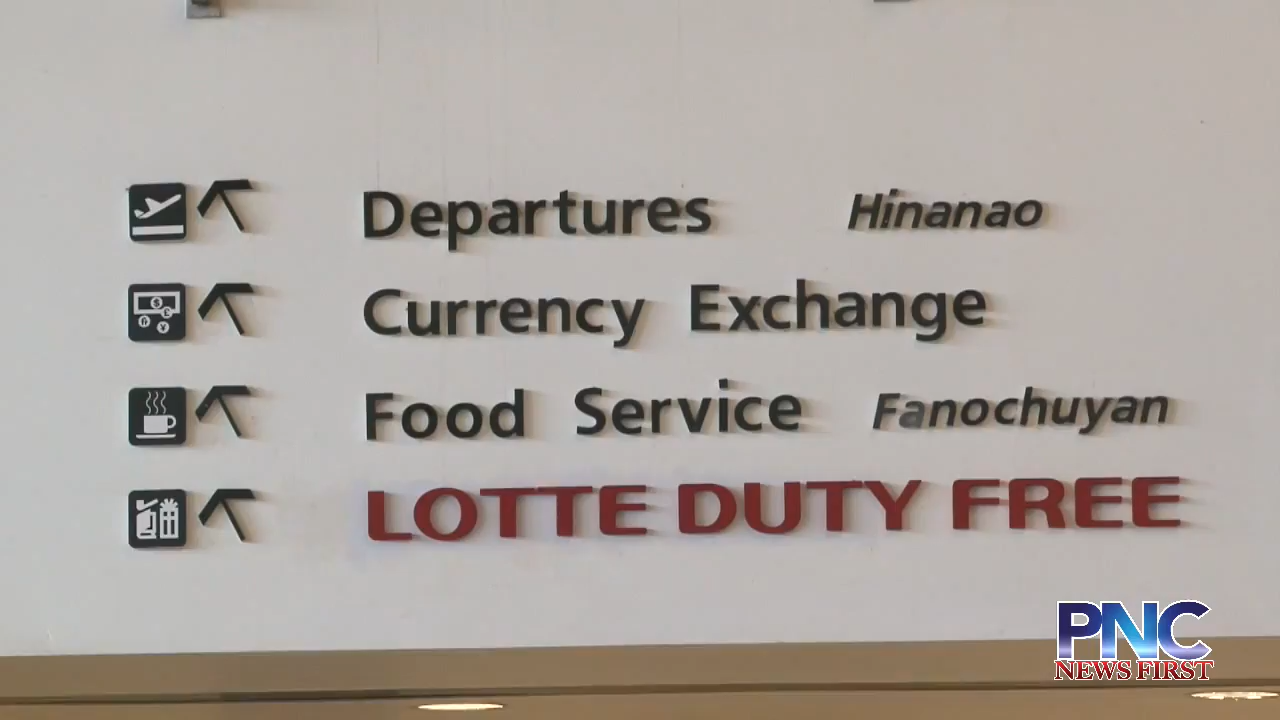 Departures Hinanao
Currency Exchange
Food Service Fanochuyan
LOTTE DUTY FREE
PNC
NEWS FIRST